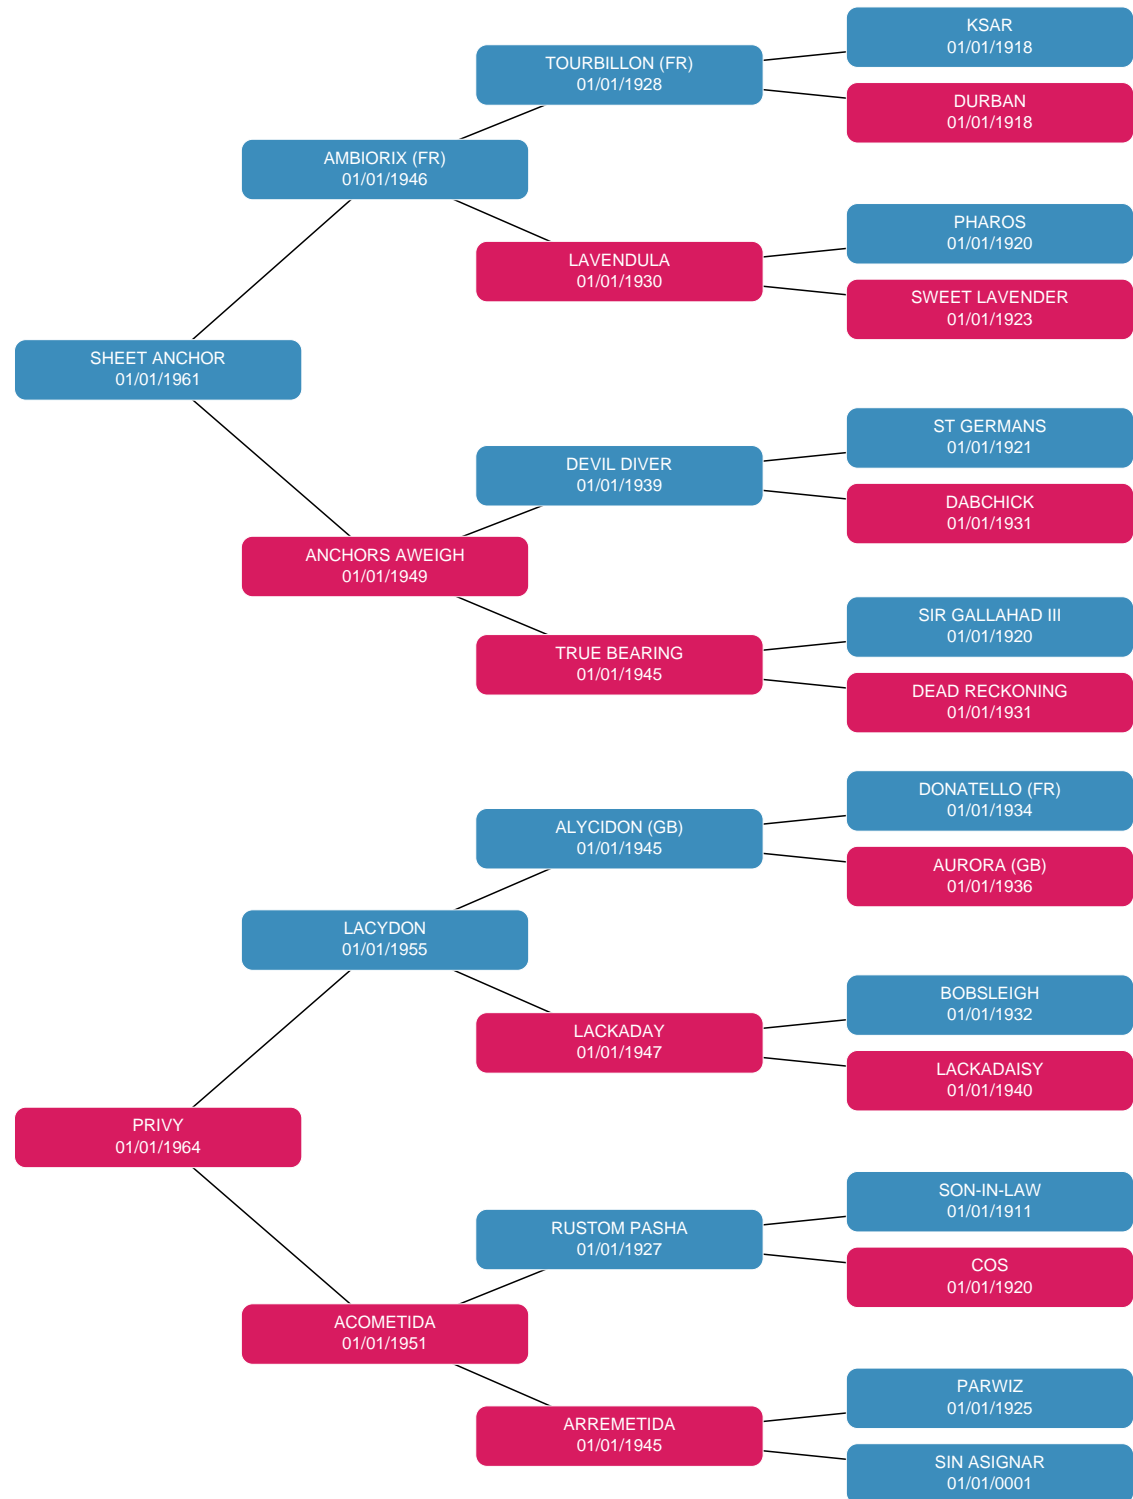 KSAR
01/01/1918
TOURBILLON (FR)
01/01/1928
DURBAN
01/01/1918
AMBIORIX (FR)
01/01/1946
PHAROS
01/01/1920
LAVENDULA
01/01/1930
SWEET LAVENDER
01/01/1923
SHEET ANCHOR
01/01/1961
ST GERMANS
01/01/1921
DEVIL DIVER
01/01/1939
DABCHICK
01/01/1931
ANCHORS AWEIGH
01/01/1949
SIR GALLAHAD III
01/01/1920
TRUE BEARING
01/01/1945
DEAD RECKONING
01/01/1931
DONATELLO (FR)
01/01/1934
ALYCIDON (GB)
01/01/1945
AURORA (GB)
01/01/1936
LACYDON
01/01/1955
BOBSLEIGH
01/01/1932
LACKADAY
01/01/1947
LACKADAISY
01/01/1940
PRIVY
01/01/1964
SON-IN-LAW
01/01/1911
RUSTOM PASHA
01/01/1927
COS
01/01/1920
ACOMETIDA
01/01/1951
PARWIZ
01/01/1925
ARREMETIDA
01/01/1945
SIN ASIGNAR
01/01/0001